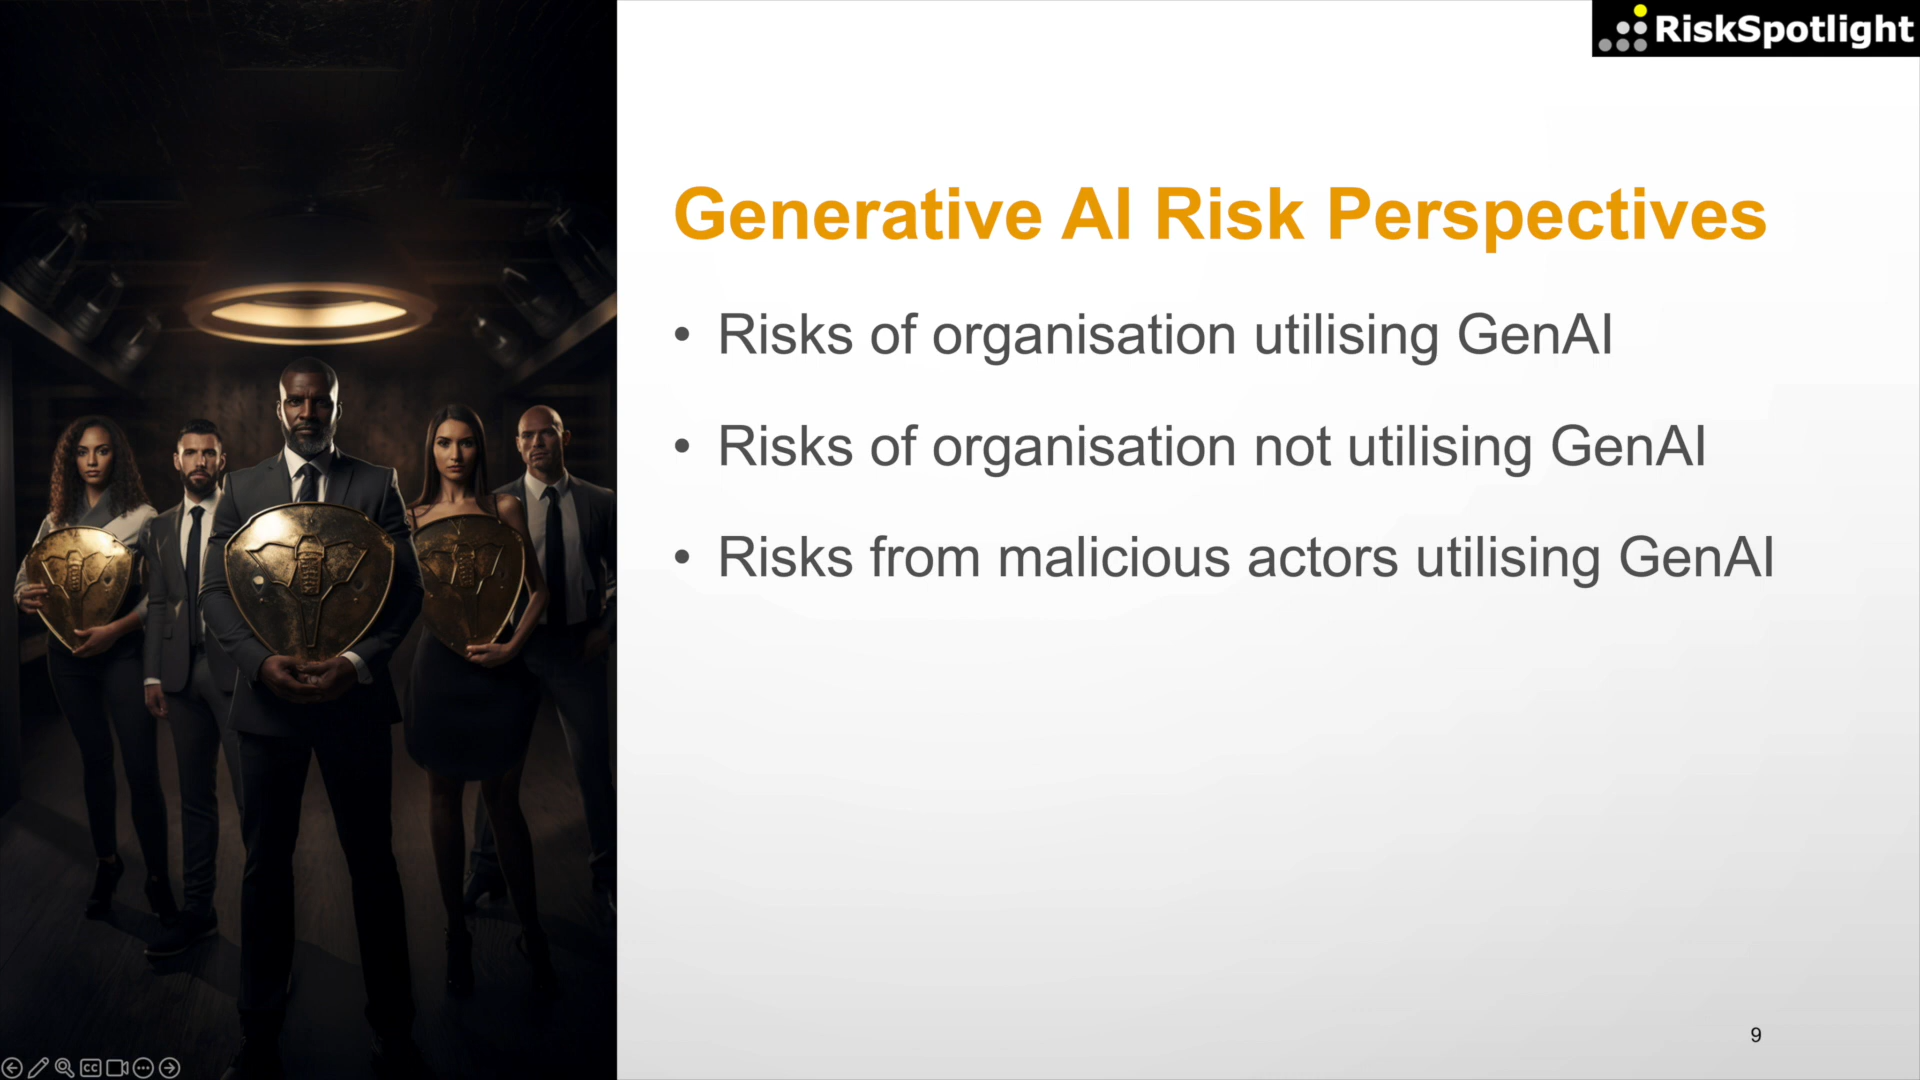 RiskSpotlight
Generative AI Risk Perspectives
• Risks of organisation utilising GenAI
• Risks of organisation not utilising GenAI
• Risks from malicious actors utilising GenAI
9
CC